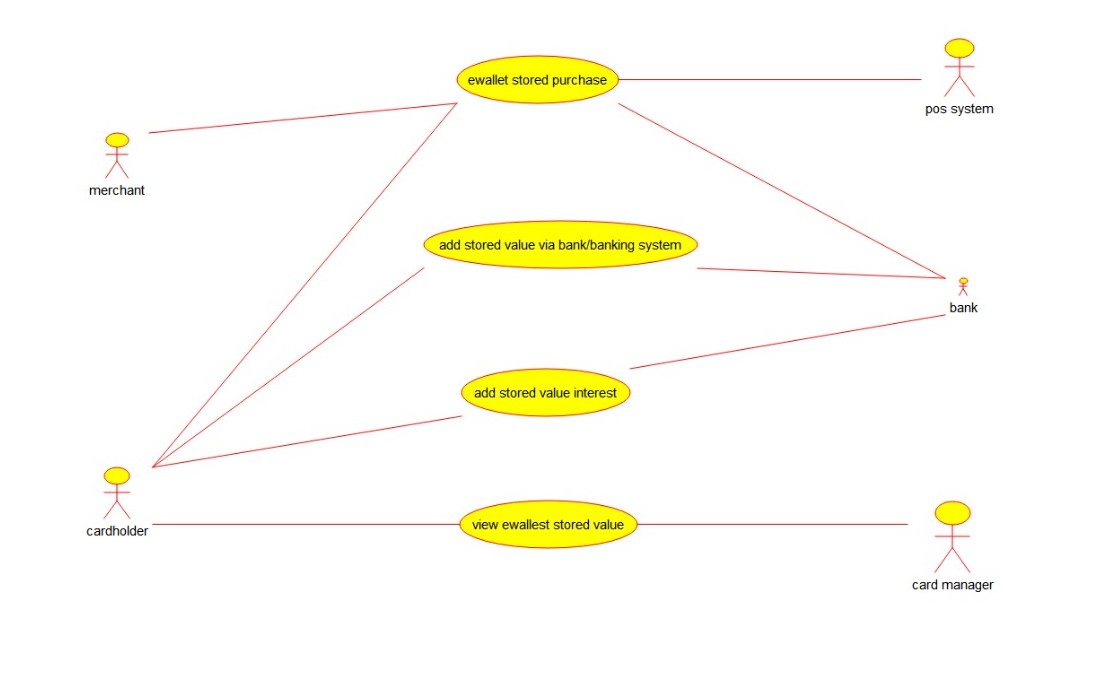 ewallet stored purchase
pos system
merchant
add stored value via bank/banking system
bank
add stored value interest
cardholder
view ewallest stored value
card manager